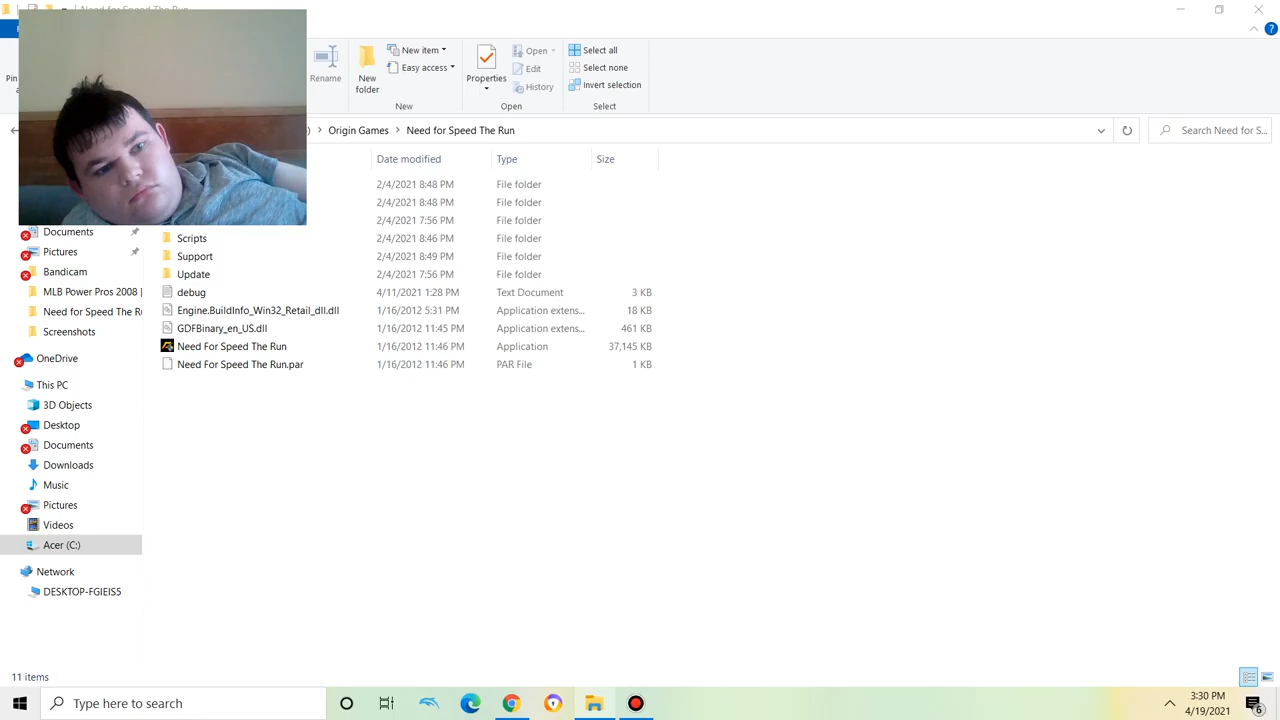 Need for Speed The Run
Pin
Rename
New
folder
New item
Easy access
New
Properties
Open
Edit
History
Open
Select all
Select none
Invert selection
Select
Origin Games
Need for Speed The Run
Search Need for S...
Date modified
Type
Size
2/4/2021 8:48 PM
File folder
2/4/2021 8:48 PM
File folder
2/4/2021 7:56 PM
File folder
Scripts
2/4/2021 8:46 PM
File folder
Support
2/4/2021 8:49 PM
File folder
Update
2/4/2021 7:56 PM
File folder
debug
4/11/2021 1:28 PM
Text Document
3 KB
Engine.BuildInfo_Win32_Retail_dll.dll
1/16/2012 5:31 PM
Application extens...
18 KB
GDFBinary_en_US.dll
1/16/2012 11:45 PM
Application extens...
461 KB
Need For Speed The Run
1/16/2012 11:46 PM
Application
37,145 KB
Need For Speed The Run.par
1/16/2012 11:46 PM
PAR File
1 KB
Documents
Pictures
Bandicam
MLB Power Pros 2008
Need for Speed The R
Screenshots
OneDrive
This PC
3D Objects
Desktop
Documents
Downloads
Music
Pictures
Videos
Acer (C:)
Network
DESKTOP-FGIEIS5
11 items
Type here to search
3:30 PM
4/19/2021
6